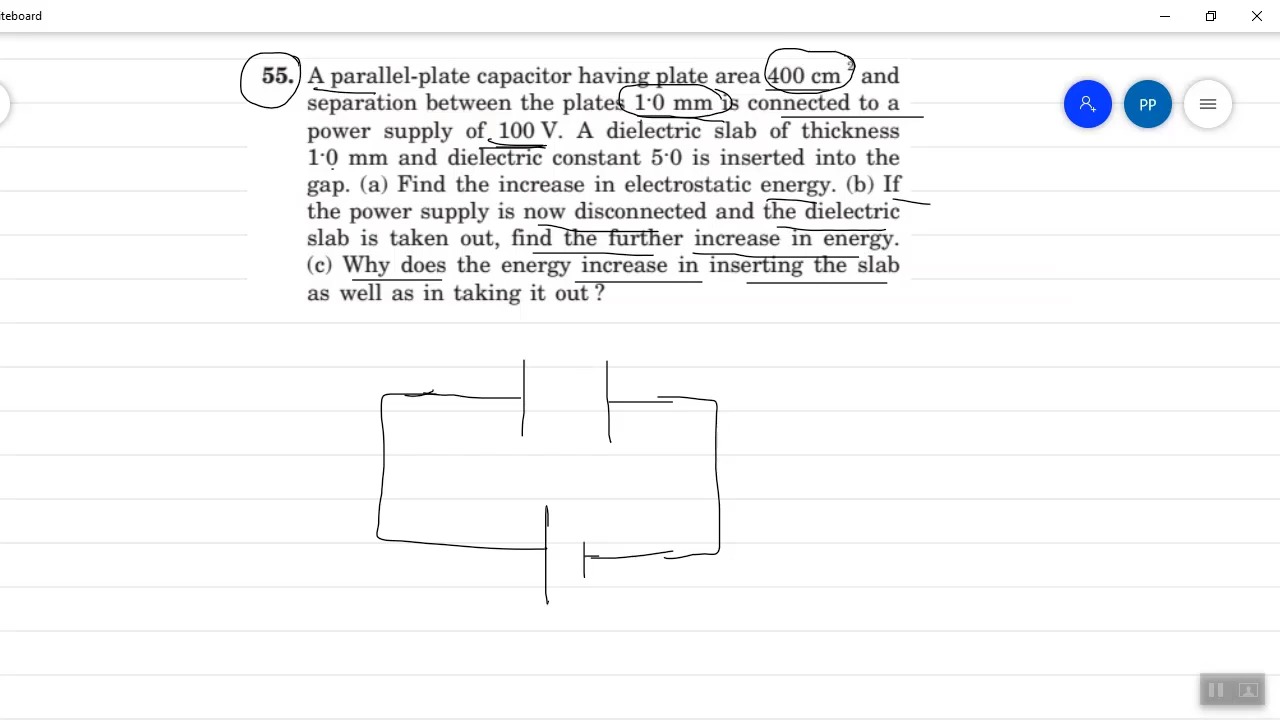 teboard
PP
55. A parallel-plate capacitor having plate area 400 cm² and
separation between the plates 1·0 mm is connected to a
power supply of 100 V. A dielectric slab of thickness
1·0 mm and dielectric constant 5·0 is inserted into the
gap. (a) Find the increase in electrostatic energy. (b) If
the power supply is now disconnected and the dielectric
slab is taken out, find the further increase in energy.
(c) Why does the energy increase in inserting the slab
as well as in taking it out ?